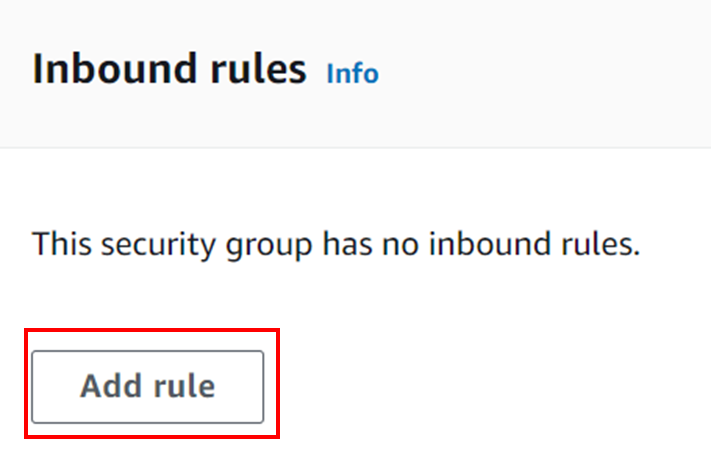 Inbound rules Info
This security group has no inbound rules.
Add rule